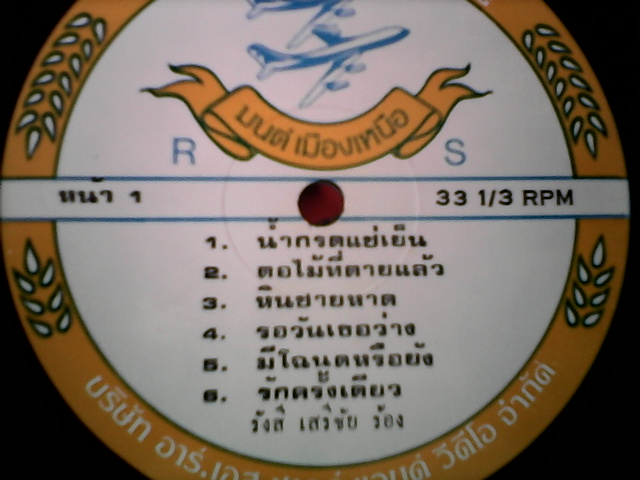 มนต์เมืองเหนือ
R S
หน้า 1 33 1/3 RPM
1. น้ำกรดแช่เย็น
2. ตอไม้ที่ตายแล้ว
3. หินชายหาด
4. รอวันเธอว่าง
5. มีโฉนดหรือยัง
6. รักครั้งเดียว
รังสี เสรีชัย ร้อง
บริษัท อาร์.เอส วีดีโอ จำกัด